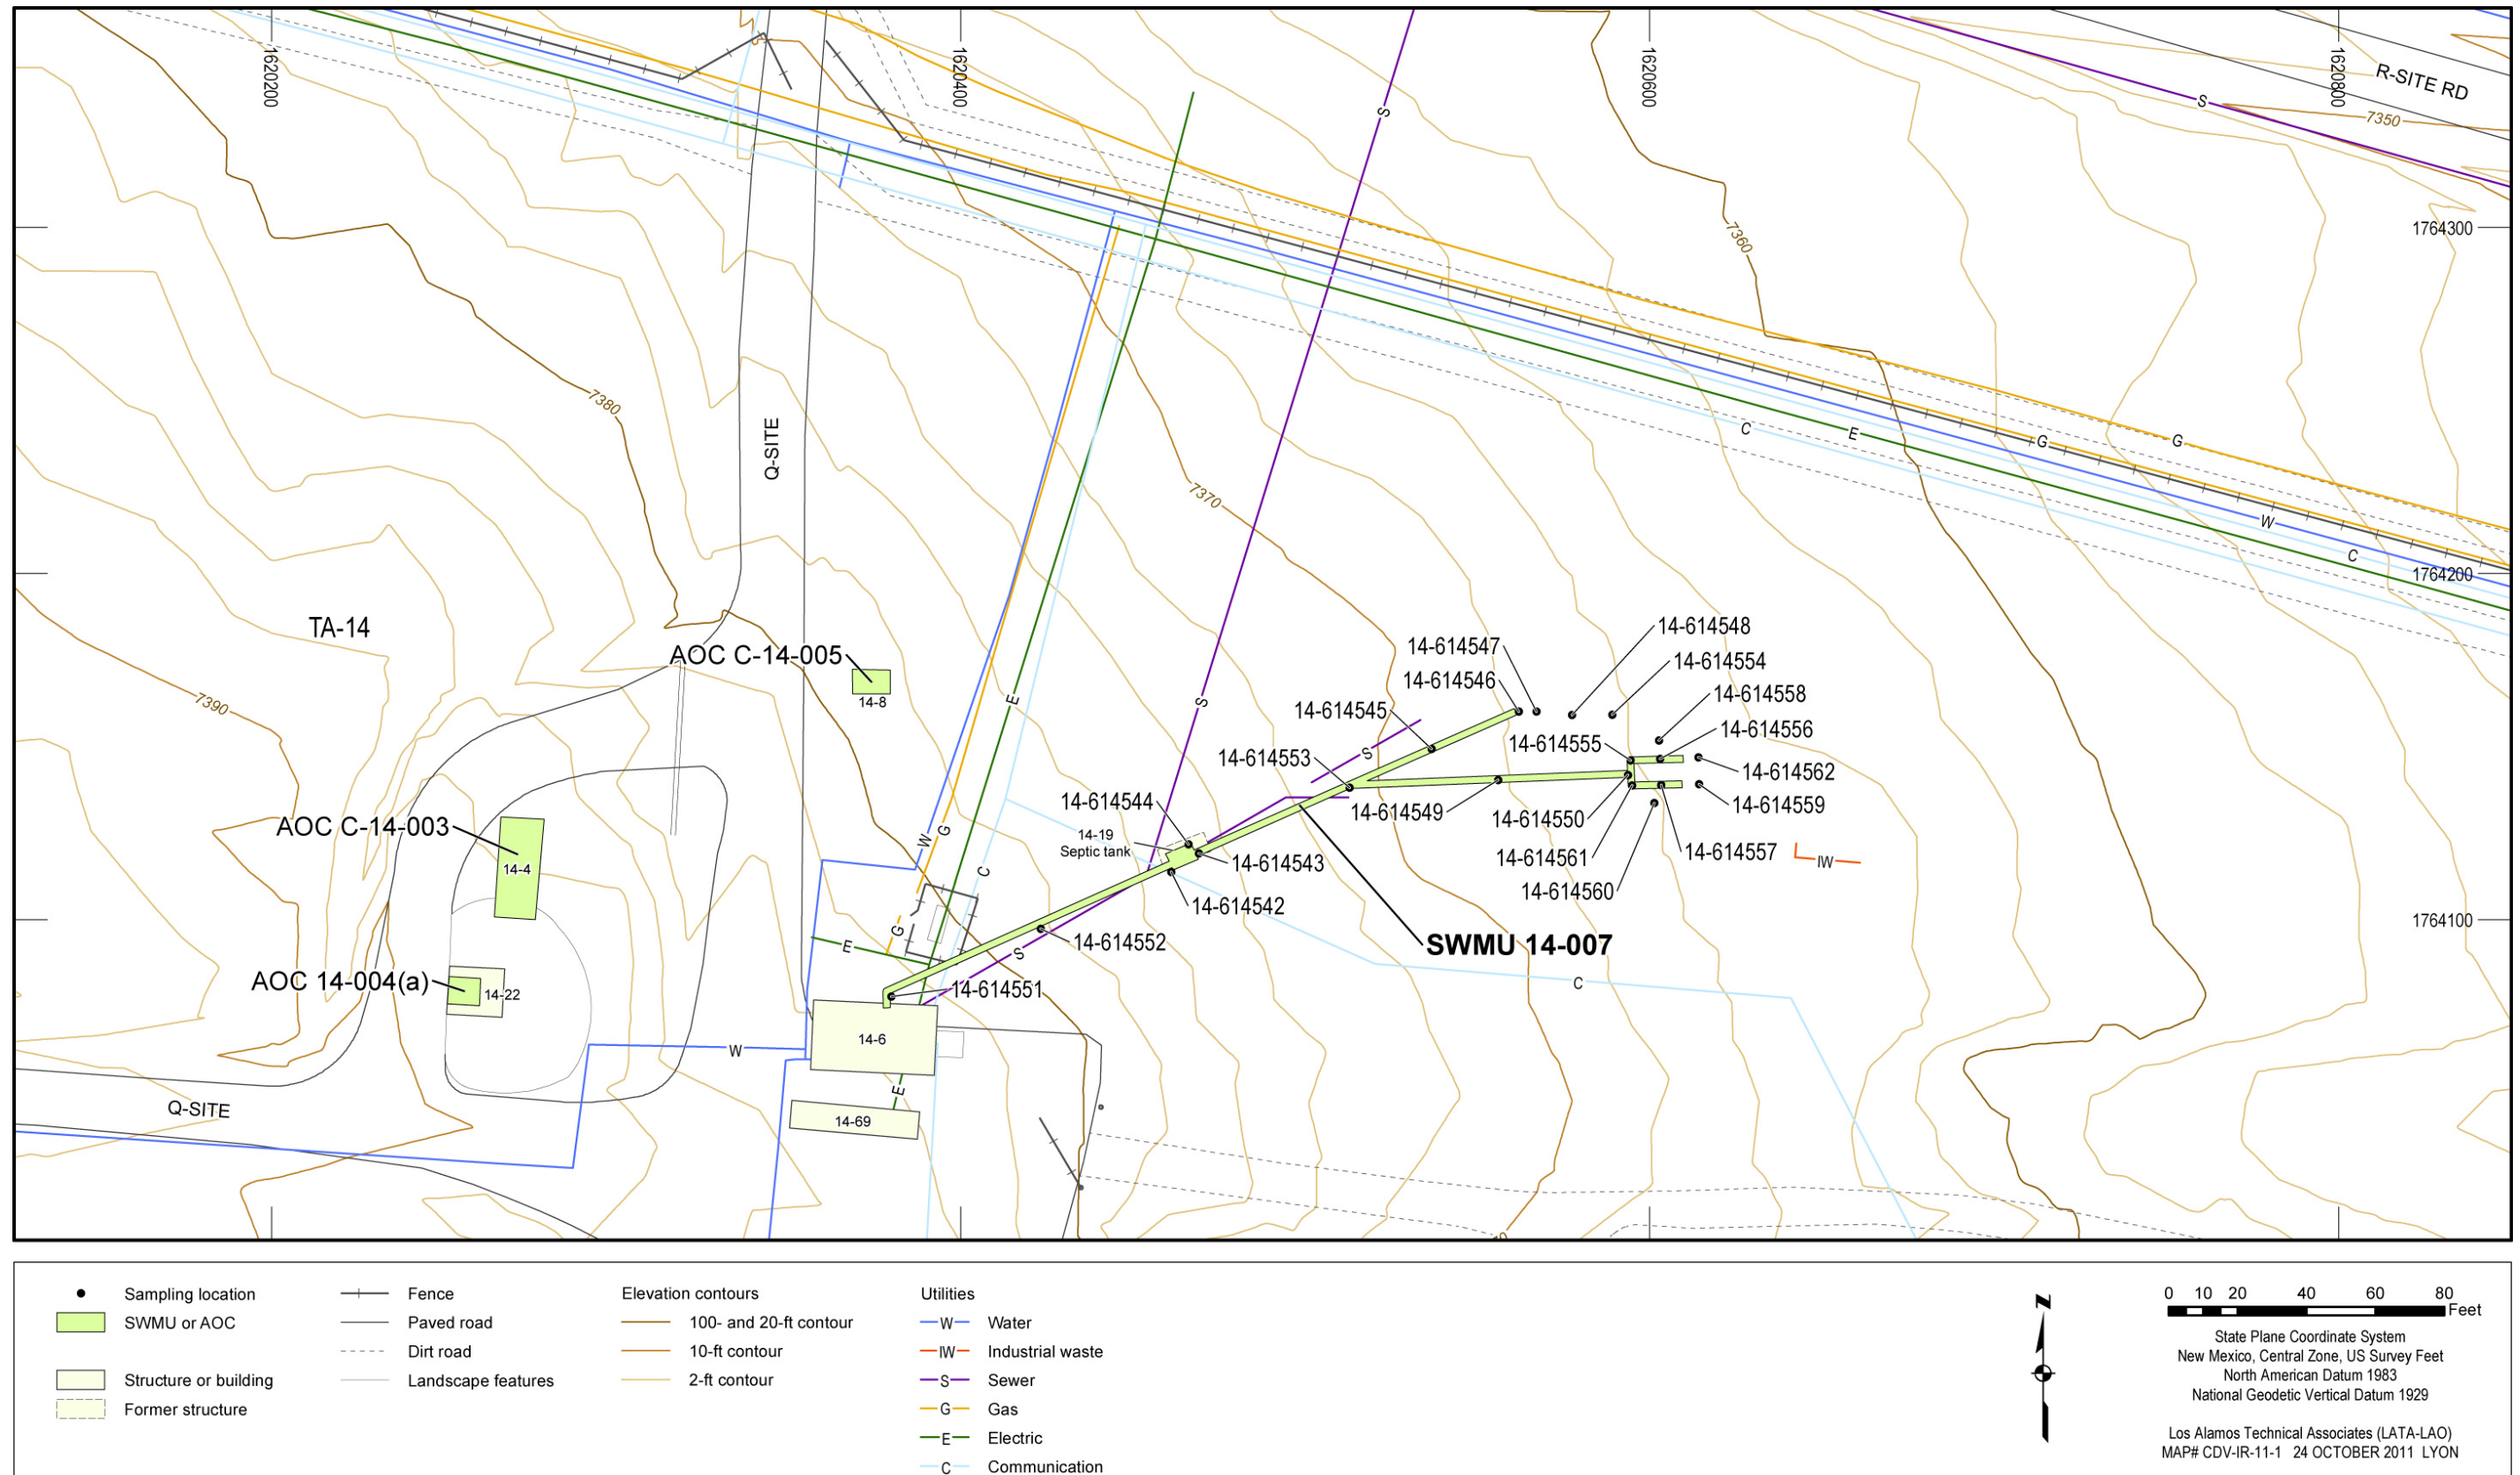 1620200
1620400
1620600
1620800
R-SITE RD
S
S
7350
7360
1764300
7380
Q-SITE
C
E
G
G
7370
W
C
1764200
TA-14
AOC C-14-005
14-8
7390
E
S
14-614548
14-614547
14-614554
14-614546
14-614558
14-614545
14-614556
14-614555
S
14-614553
14-614562
14-614544
14-614559
14-614549
14-614550
AOC C-14-003
G
W
14-19
Septic tank
14-614557
IW
14-614561
14-614543
14-4
C
14-614560
14-614542
1764100
G
E
14-614552
SWMU 14-007
S
AOC 14-004(a)
14-22
C
14-614551
14-6
W
E
Q-SITE
14-69
Sampling location
SWMU or AOC
Structure or building
Former structure
Fence
Paved road
Dirt road
Landscape features
Elevation contours
100- and 20-ft contour
10-ft contour
2-ft contour
Utilities
W Water
IW Industrial waste
S Sewer
G Gas
E Electric
C Communication
N
0 10 20 40 60 80
Feet
State Plane Coordinate System
New Mexico, Central Zone, US Survey Feet
North American Datum 1983
National Geodetic Vertical Datum 1929
Los Alamos Technical Associates (LATA-LAO)
MAP# CDV-IR-11-1 24 OCTOBER 2011 LYON